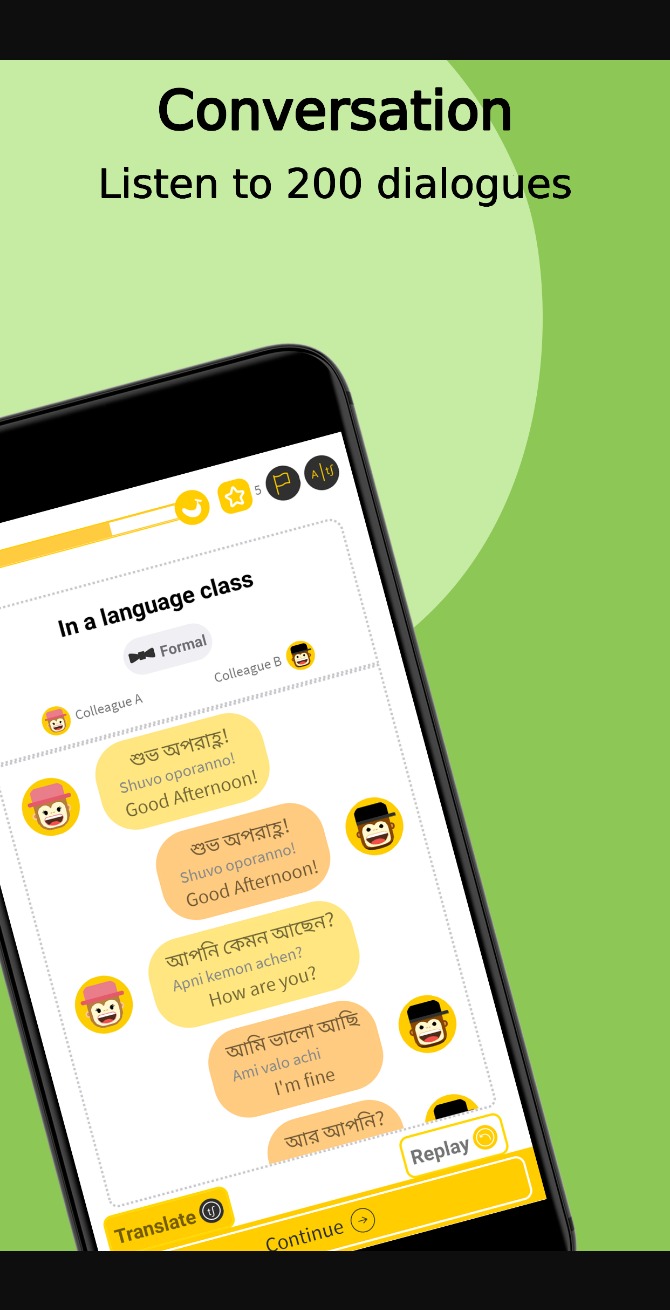 Conversation
Listen to 200 dialogues
5
A
In a language class
Formal
Colleague A
Colleague B
শুভ অপরাহ্ণ!
Shuvo oporanno!
Good Afternoon!
শুভ অপরাহ্ণ!
Shuvo oporanno!
Good Afternoon!
আপনি কেমন আছেন?
Apni kemon achen?
How are you?
আমি ভালো আছি
Ami valo achi
I'm fine
আর আপনি?
Replay
Translate
Continue